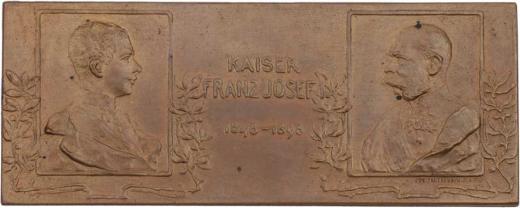 KAISER
FRANZ JOSEF I
1848–1898